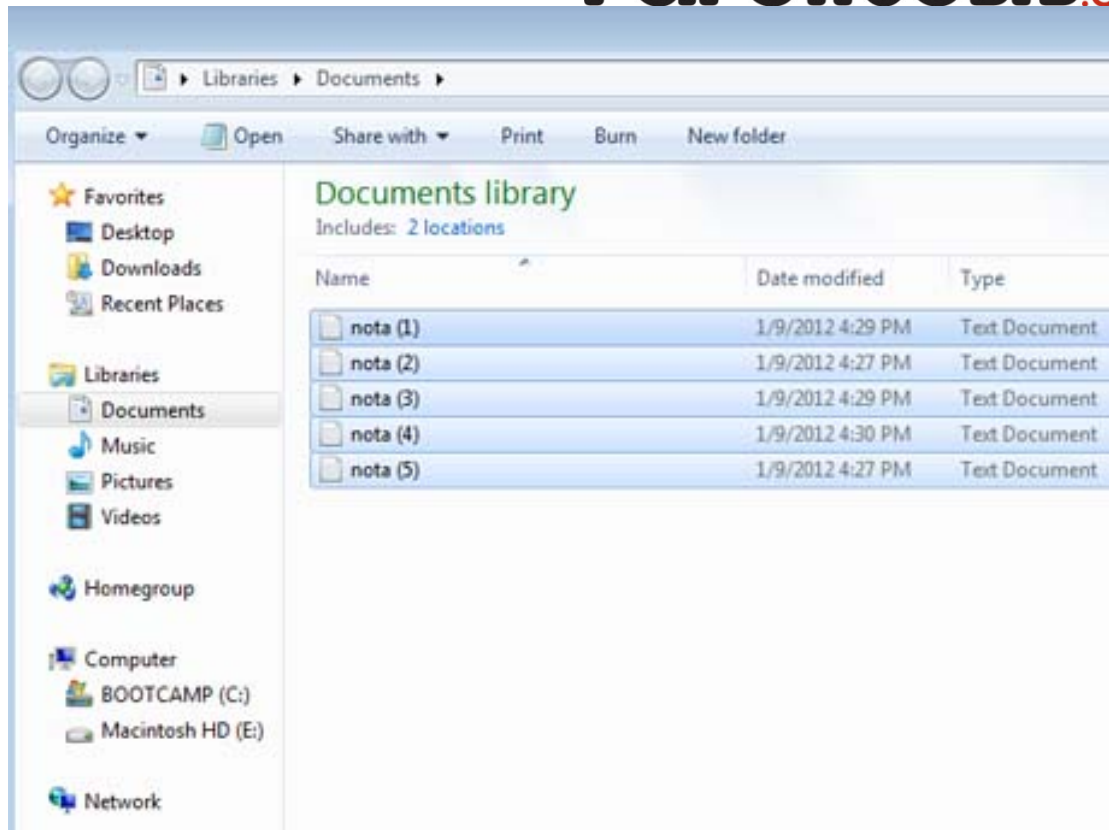 Libraries Documents
Organize Open Share with Print Burn New folder
Favorites
Desktop
Downloads
Recent Places
Libraries
Documents
Music
Pictures
Videos
Homegroup
Computer
BOOTCAMP (C:)
Macintosh HD (E:)
Network
Documents library
Includes: 2 locations
Name Date modified Type
nota (1) 1/9/2012 4:29 PM Text Document
nota (2) 1/9/2012 4:27 PM Text Document
nota (3) 1/9/2012 4:29 PM Text Document
nota (4) 1/9/2012 4:30 PM Text Document
nota (5) 1/9/2012 4:27 PM Text Document